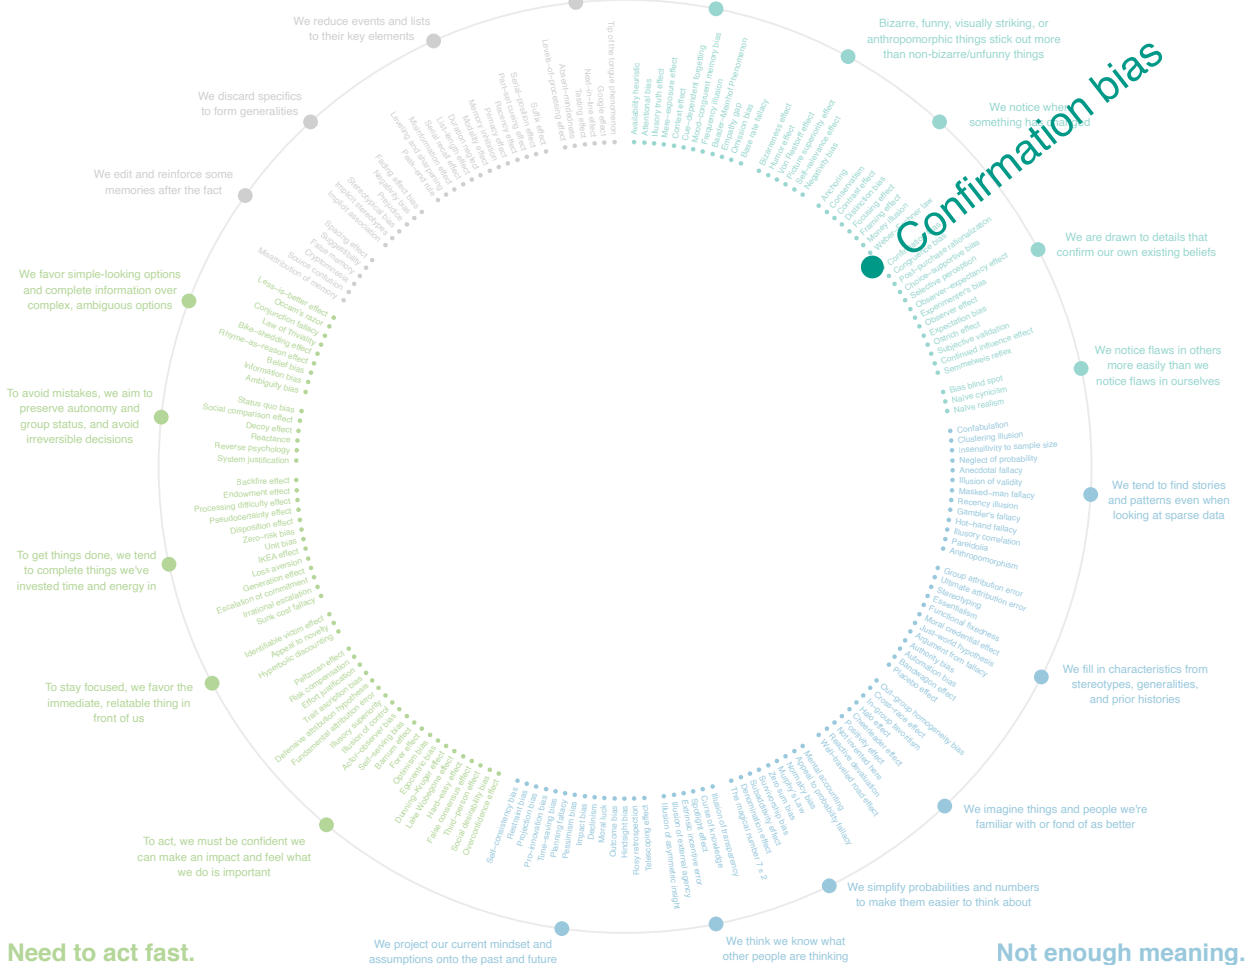 We reduce events and lists
to their key elements
We discard specifics
to form generalities
We edit and reinforce some
memories after the fact
Bizarre, funny, visually striking, or
anthropomorphic things stick out more
than non-bizarre/unfunny things
We notice when
something has changed
Confirmation bias
We are drawn to details that
confirm our own existing beliefs
We notice flaws in others
more easily than we
notice flaws in ourselves
We tend to find stories
and patterns even when
looking at sparse data
We fill in characteristics from
stereotypes, generalities,
and prior histories
We imagine things and people we're
familiar with or fond of as better
We simplify probabilities and numbers
to make them easier to think about
We think we know what
other people are thinking
We project our current mindset and
assumptions onto the past and future
To act, we must be confident we
can make an impact and feel what
we do is important
To stay focused, we favor the
immediate, relatable thing in
front of us
To get things done, we tend
to complete things we've
invested time and energy in
To avoid mistakes, we aim to
preserve autonomy and
group status, and avoid
irreversible decisions
We favor simple-looking options
and complete information over
complex, ambiguous options
Need to act fast.
Not enough meaning.
Availability heuristic
Attentional bias
Illusory truth effect
Mere-exposure effect
Context effect
Cue-dependent forgetting
Mood-congruent memory bias
Frequency illusion
Baader-Meinhof Phenomenon
Empathy gap
Omission bias
Base rate fallacy
Bizarreness effect
Humor effect
Von Restorff effect
Picture superiority effect
Self-relevance effect
Negativity bias
Anchoring
Conservatism
Contrast effect
Distinction bias
Focusing effect
Framing effect
Money illusion
Weber-Fechner law
Confirmation bias
Congruence bias
Post-purchase rationalization
Choice-supportive bias
Selective perception
Observer-expectancy effect
Experimenser's bias
Observer effect
Expectation bias
Ostrich effect
Subjective validation
Continued influence effect
Semmelweis reflex
Bias blind spot
Naïve cynicism
Naïve realism
Confabulation
Clustering illusion
Insensitivity to sample size
Neglect of probability
Anecdotal fallacy
Illusion of validity
Masked-man fallacy
Recency illusion
Gambler's fallacy
Hot-hand fallacy
Illusory correlation
Pareidolia
Anthropomorphism
Group attribution error
Ultimate attribution error
Stereotyping
Essentialism
Functional fixedness
Moral credential effect
Just-world hypothesis
Argument from fallacy
Authority bias
Automation bias
Bandwagon effect
Placebo effect
Out-group homogeneity bias
Cross-race effect
In-group favoritism
Halo effect
Cheerleader effect
Positivity effect
Not invented here
Reactive devaluation
Well-traveled road effect
Mental accounting
Appeal to probability fallacy
Normalcy bias
Murphy's Law
Zero sum bias
Survivorship bias
Subadditivity effect
Denomination effect
The magical number 7 ± 2
Illusion of transparency
Curse of knowledge
Spotlight effect
Extrinsic incentive error
Illusion of external agency
Illusion of asymmetric insight
Telescoping effect
Rosy retrospection
Hindsight bias
Outcome bias
Moral luck
Declinism
Impact bias
Pessimism bias
Planning fallacy
Time-saving bias
Pro-innovation bias
Projection bias
Restraint bias
Self-consistency bias
Overconfidence effect
Social desirability bias
Third-person effect
False consensus effect
Hard-easy effect
Lake Wobegone effect
Dunning-Kruger effect
Egocentric bias
Optimism bias
Forer effect
Barnum effect
Self-serving bias
Actor-observer bias
Illusion of control
Illusory superiority
Fundamental attribution error
Defensive attribution hypothesis
Trait ascription bias
Effort justification
Risk compensation
Peltzman effect
Hyperbolic discounting
Appeal to novelty
Identifiable victim effect
Sunk cost fallacy
Irrational escalation
Escalation of commitment
Generation effect
Loss aversion
IKEA effect
Unit bias
Zero-risk bias
Disposition effect
Pseudocertainty effect
Processing difficulty effect
Endowment effect
Backfire effect
System justification
Reverse psychology
Reactance
Decoy effect
Social comparison effect
Status quo bias
Ambiguity bias
Information bias
Belief bias
Rhyme-as-reason effect
Bike-shedding effect
Law of Triviality
Conjunction fallacy
Occam's razor
Less-is-better effect
Misattribution of memory
Source confusion
Cryptomnesia
False memory
Suggestibility
Spacing effect
Implicit association
Implicit stereotypes
Stereotypical bias
Prejudice
Negativity bias
Fading affect bias
Peak-end rule
Leveling and sharpening
Misinformation effect
Serial recall effect
List-length effect
Duration neglect
Modality effect
Memory inhibition
Primacy effect
Recency effect
Part-set cueing effect
Serial-position effect
Suffix effect
Levels-of-processing effect
Absent-mindedness
Testing effect
Next-in-line effect
Google effect
Tip of the tongue phenomenon